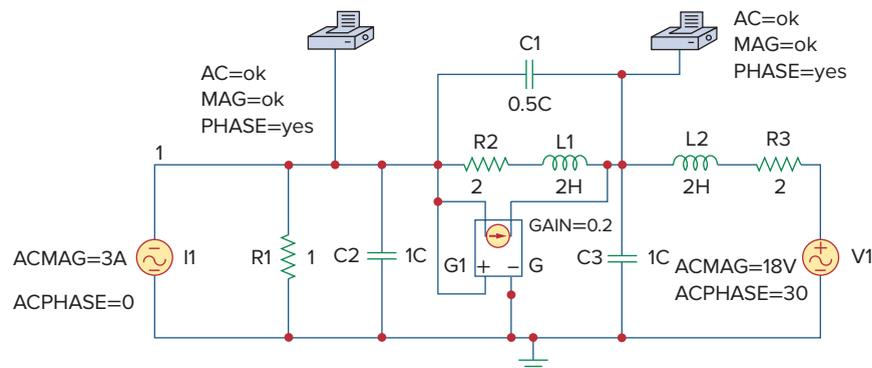 AC=ok
MAG=ok
PHASE=yes
AC=ok
MAG=ok
PHASE=yes
C1
0.5C
1
R2
2
L1
2H
L2
2H
R3
2
ACMAG=3A
ACPHASE=0
I1
R1
1
C2
1C
GAIN=0.2
G1
+
−
G
C3
1C
ACMAG=18V
ACPHASE=30
V1